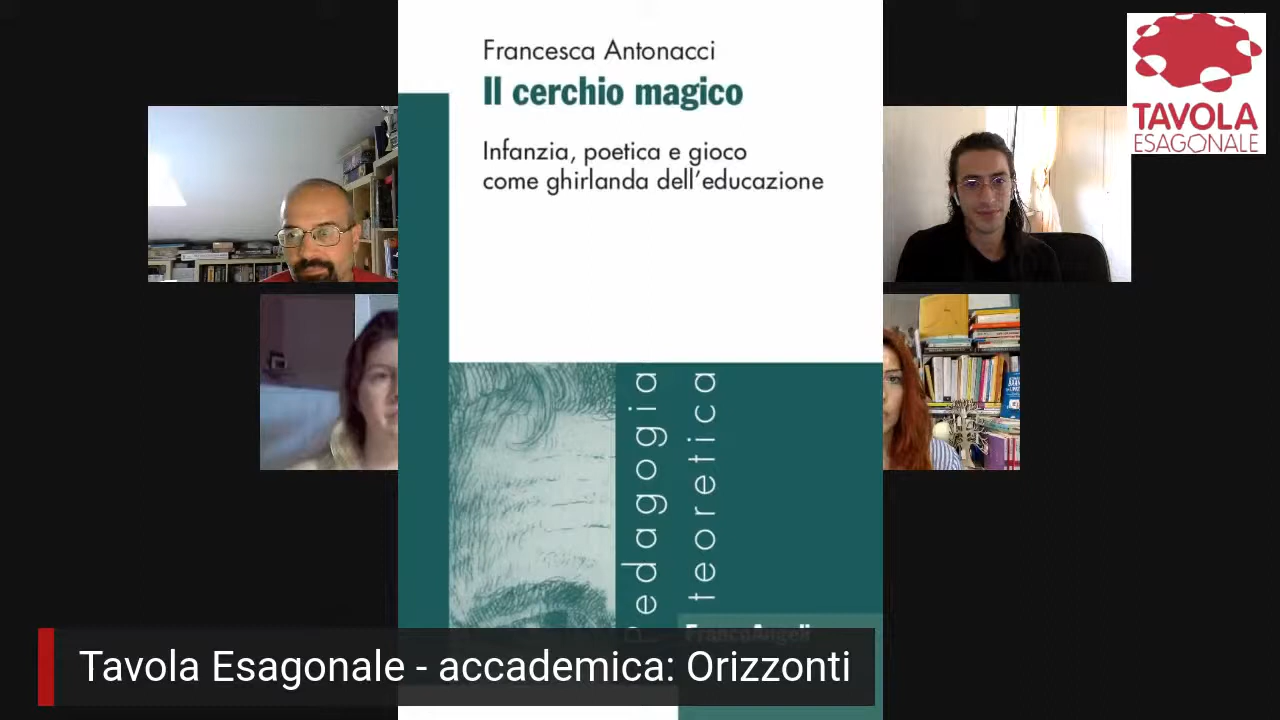 Francesca Antonacci
Il cerchio magico
Infanzia, poetica e gioco
come ghirlanda dell'educazione
TAVOLA
ESAGONALE
Pedagogia
teoretica
FrancoAngeli
Tavola Esagonale - accademica: Orizzonti